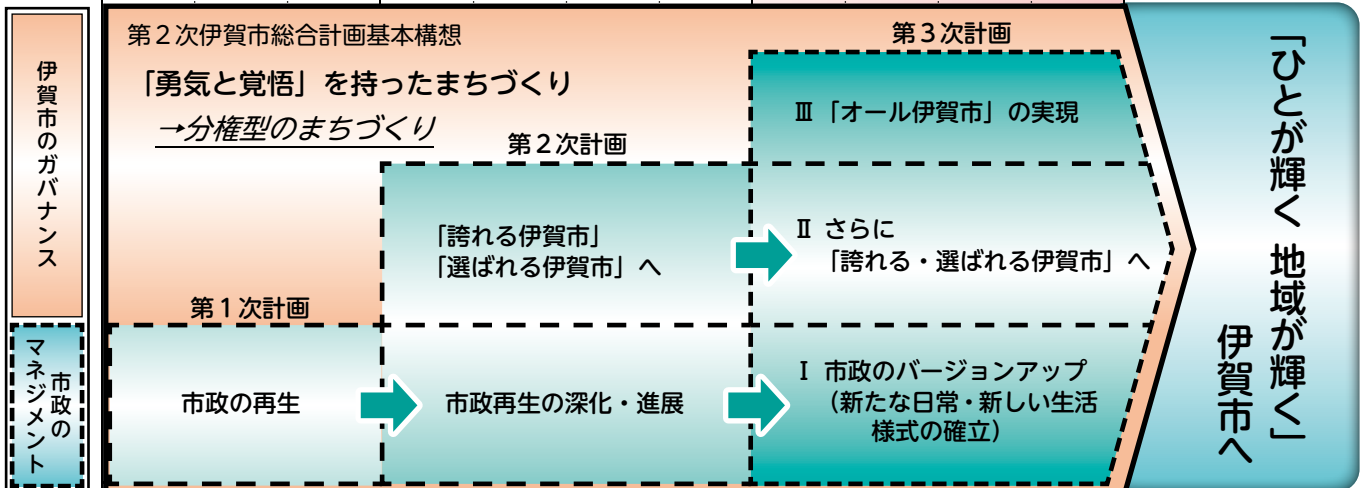 伊賀市のガバナンス
市政の
マネジメント
第２次伊賀市総合計画基本構想
「勇気と覚悟」を持ったまちづくり
→分権型のまちづくり
第１次計画
市政の再生
第２次計画
「誇れる伊賀市」
「選ばれる伊賀市」へ
市政再生の深化・進展
第３次計画
Ⅲ 「オール伊賀市」の実現
Ⅱ さらに
「誇れる・選ばれる伊賀市」へ
Ⅰ 市政のバージョンアップ
（新たな日常・新しい生活
様式の確立）
「ひとが輝く 地域が輝く」
伊賀市へ